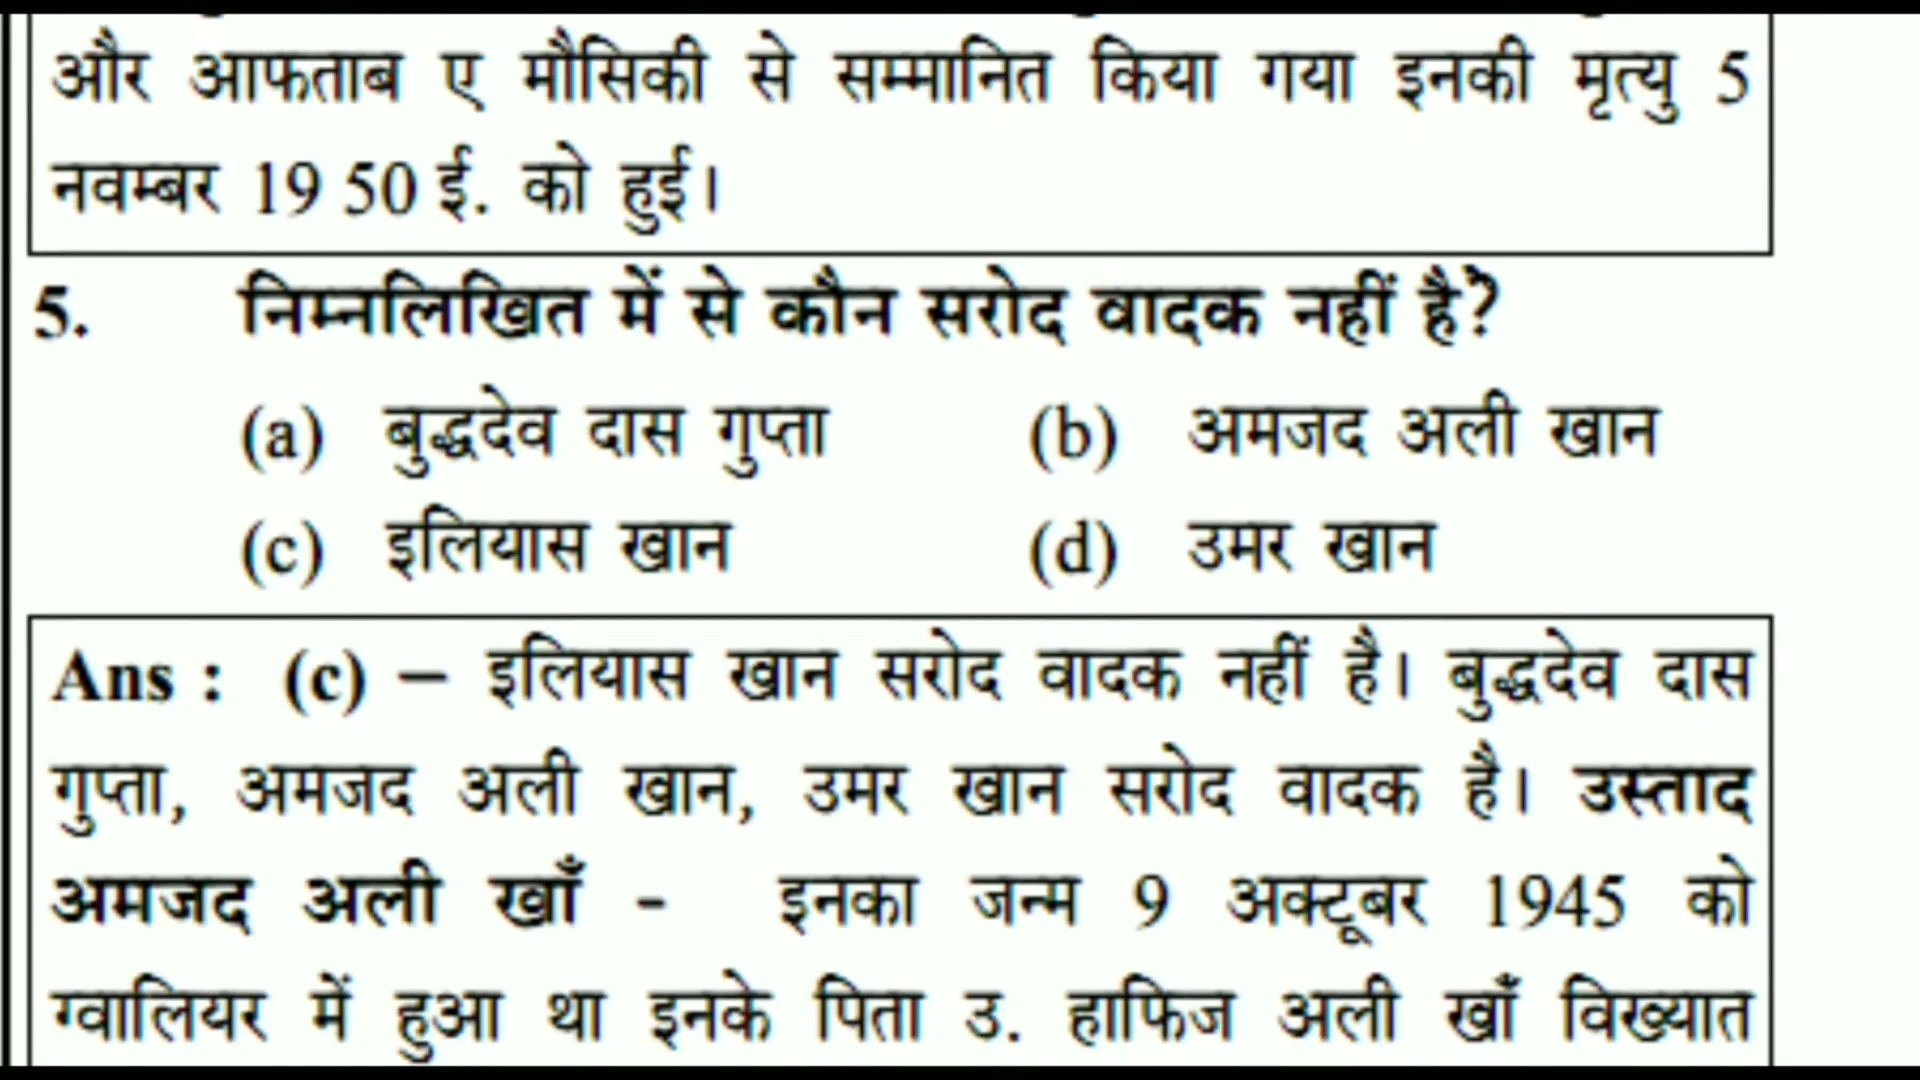 और आफताब ए मौसिकी से सम्मानित किया गया इनकी मृत्यु 5
नवम्बर 19 50 ई. को हुई।
5. निम्नलिखित में से कौन सरोद वादक नहीं है?
(a) बुद्धदेव दास गुप्ता (b) अमजद अली खान
(c) इलियास खान (d) उमर खान
Ans : (c) – इलियास खान सरोद वादक नहीं है। बुद्धदेव दास
गुप्ता, अमजद अली खान, उमर खान सरोद वादक है। उस्ताद
अमजद अली खाँ - इनका जन्म 9 अक्टूबर 1945 को
ग्वालियर में हुआ था इनके पिता उ. हाफिज अली खाँ विख्यात